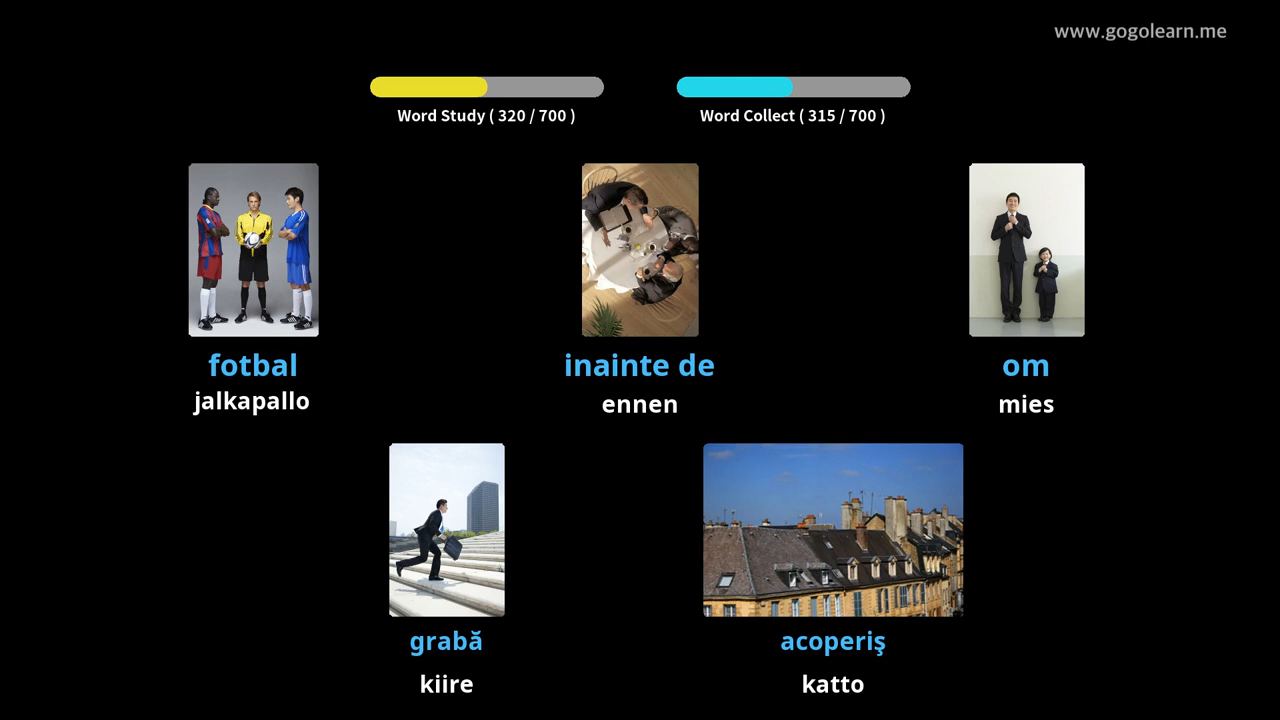 www.gogolearn.me
Word Study ( 320 / 700 )
Word Collect ( 315 / 700 )
fotbal
jalkapallo
inainte de
ennen
om
mies
grabă
kiire
acoperiş
katto